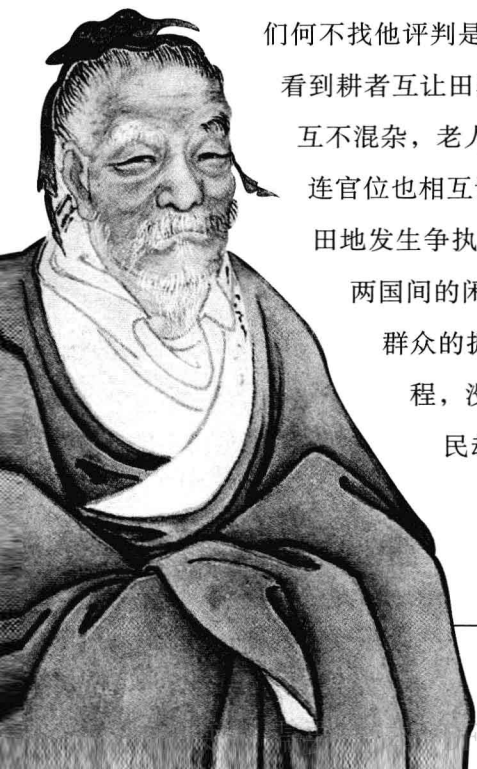 们何不找他评判是
看到耕者互让田
互不混杂，老人
连官位也相互
田地发生争执
两国间的闲
群众的拥
程，没
民